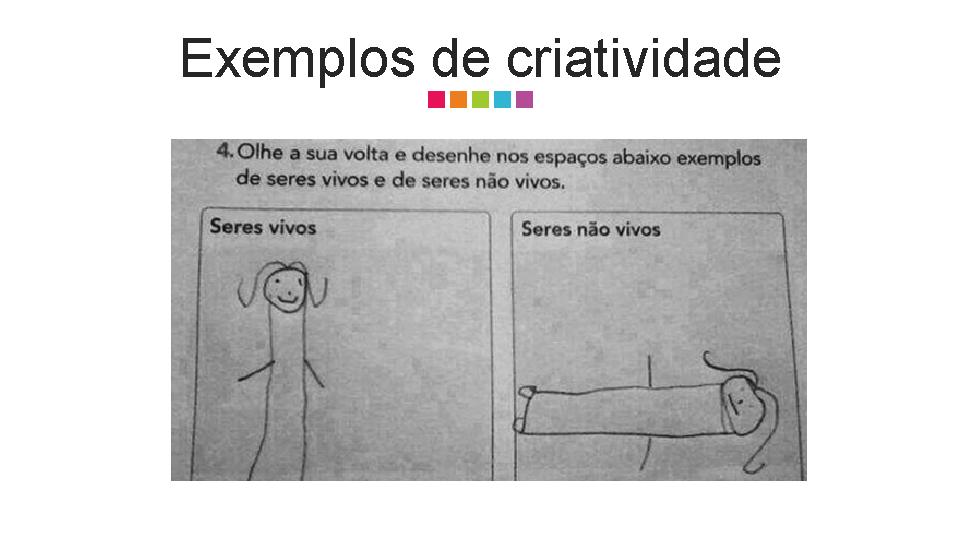 Exemplos de criatividade
4. Olhe a sua volta e desenhe nos espaços abaixo exemplos
de seres vivos e de seres não vivos.
Seres vivos
Seres não vivos